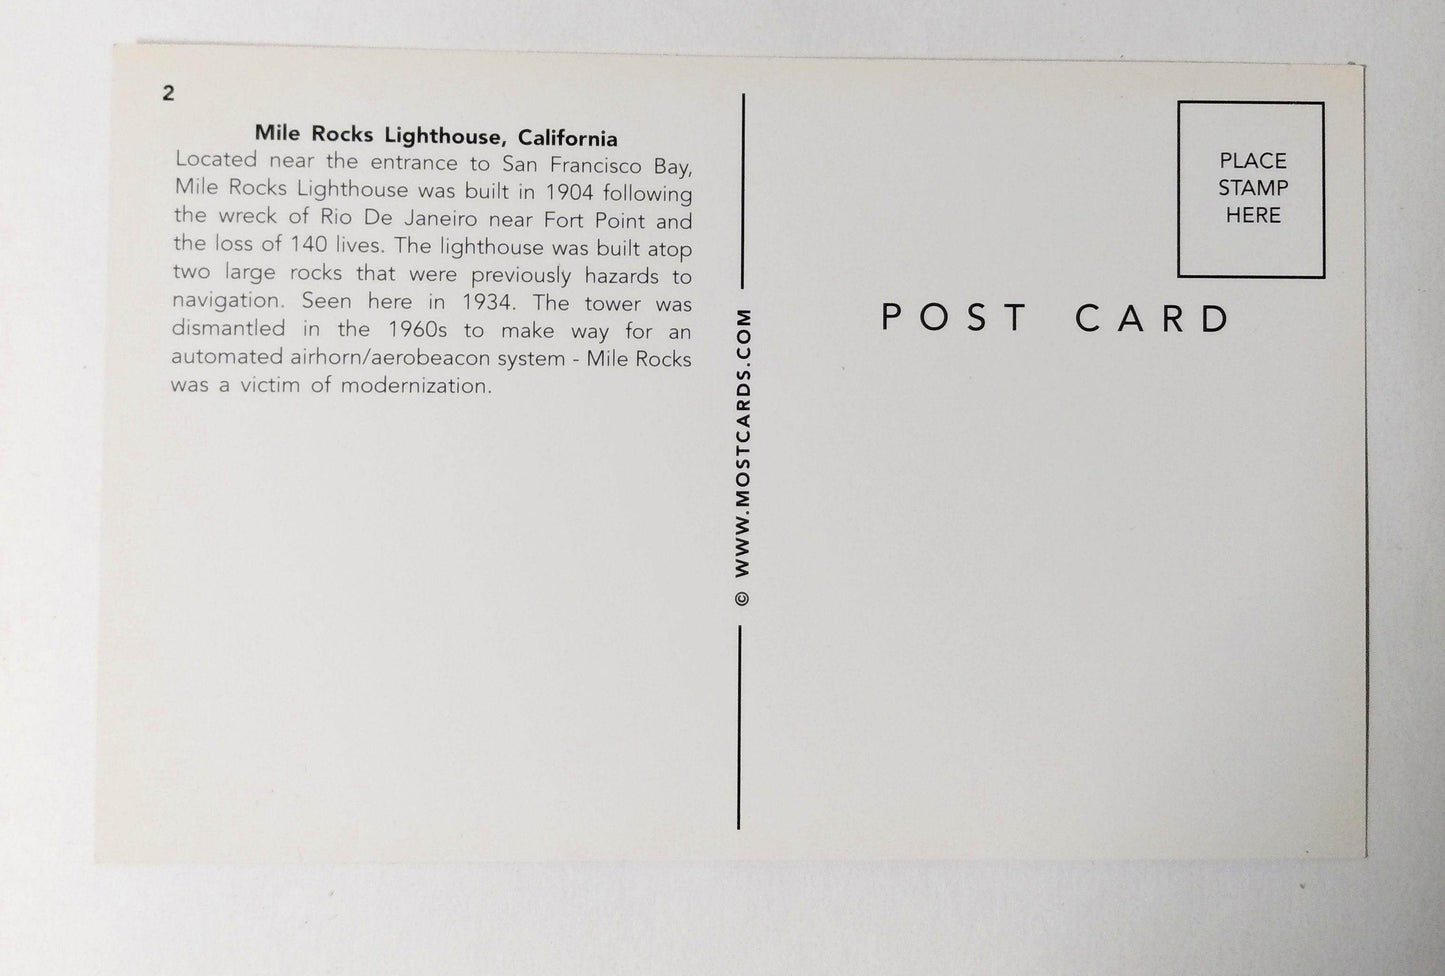 2
Mile Rocks Lighthouse, California
Located near the entrance to San Francisco Bay,
Mile Rocks Lighthouse was built in 1904 following
the wreck of Rio De Janeiro near Fort Point and
the loss of 140 lives. The lighthouse was built atop
two large rocks that were previously hazards to
navigation. Seen here in 1934. The tower was
dismantled in the 1960s to make way for an
automated airhorn/aerobeacon system - Mile Rocks
was a victim of modernization.
© WWW.MOSTCARDS.COM
PLACE
STAMP
HERE
POST CARD